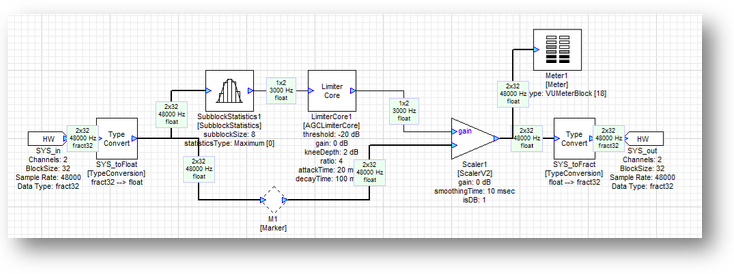 HW
SYS_in
Channels: 2
BlockSize: 32
Sample Rate: 48000
Data Type: fract32
2x32
48000 Hz
fract32
Type
Convert
SYS_toFloat
[TypeConversion]
fract32 --> float
2x32
48000 Hz
float
SubblockStatistics1
[SubblockStatistics]
subblockSize: 8
statisticsType: Maximum [0]
1x2
3000 Hz
float
Limiter
Core
LimiterCore1
[AGCLimiterCore]
threshold: -20 dB
gain: 0 dB
kneeDepth: 2 dB
ratio: 4
attackTime: 20 m
decayTime: 100 m
2x32
48000 Hz
float
M1
[Marker]
1x2
3000 Hz
float
2x32
48000 Hz
float
gain
Scaler1
[ScalerV2]
gain: 0 dB
smoothingTime: 10 msec
isDB: 1
2x32
48000 Hz
float
Meter1
[Meter]
type: VUMeterBlock [18]
2x32
48000 Hz
float
Type
Convert
SYS_toFract
[TypeConversion]
float --> fract32
2x32
48000 Hz
fract32
HW
SYS_out
Channels: 2
BlockSize: 32
Sample Rate: 48000
Data Type: fract32